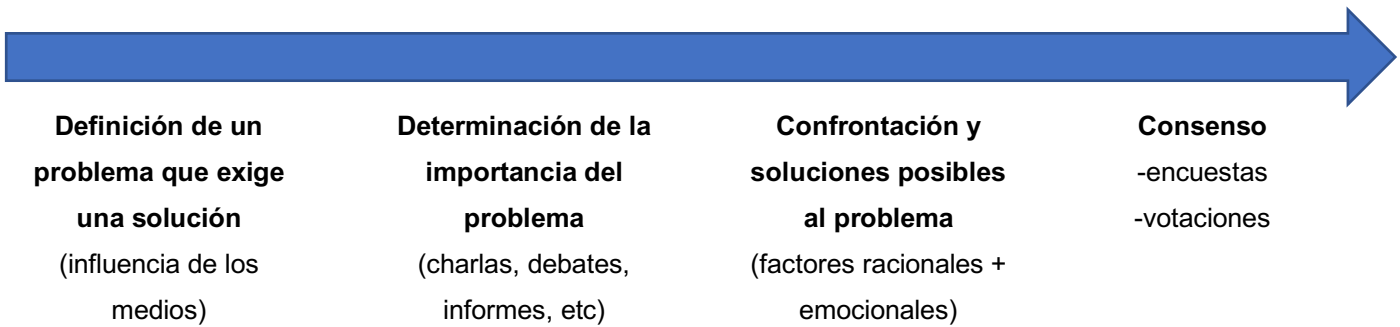 Definición de un
problema que exige
una solución
(influencia de los
medios)
Determinación de la
importancia del
problema
(charlas, debates,
informes, etc)
Confrontación y
soluciones posibles
al problema
(factores racionales +
emocionales)
Consenso
-encuestas
-votaciones